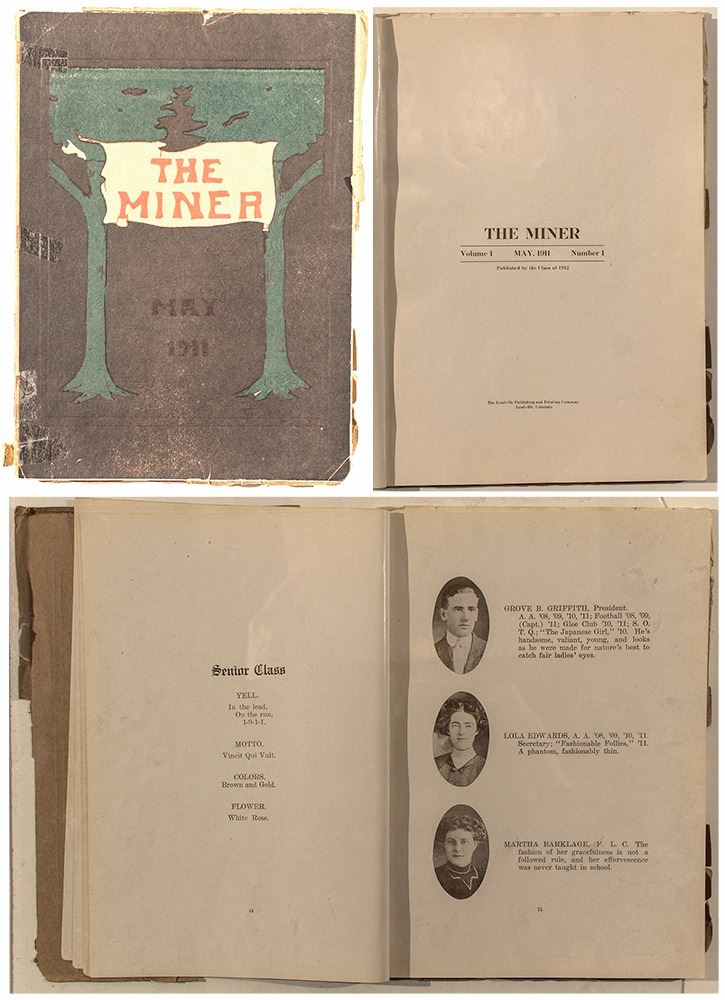 THE
MINER
MAY
1911
THE MINER
Volume 1 MAY, 1911 Number 1
Published by the Class of 1912
The Leadville Publishing and Printing Company
Leadville, Colorado
Senior Class
YELL.
In the lead,
On the run,
1-9-1-1.
MOTTO.
Vincit Qui Vult.
COLORS.
Brown and Gold.
FLOWER.
White Rose.
14
GROVE B. GRIFFITH, President.
A. A. '08, '09, '10, '11; Football '08, '09,
(Capt.) '11; Glee Club '10, '11; S. O.
T. Q.; "The Japanese Girl," '10. He's
handsome, valiant, young, and looks
as he were made for nature's best to
catch fair ladies' eyes.
LOLA EDWARDS, A. A. '08, '09, '10, '11.
Secretary; "Fashionable Follies," '11.
A phantom, fashionably thin.
MARTHA BARKLAGE, F. L. C. The
fashion of her gracefulness is not a
followed rule, and her effervescence
was never taught in school.
15